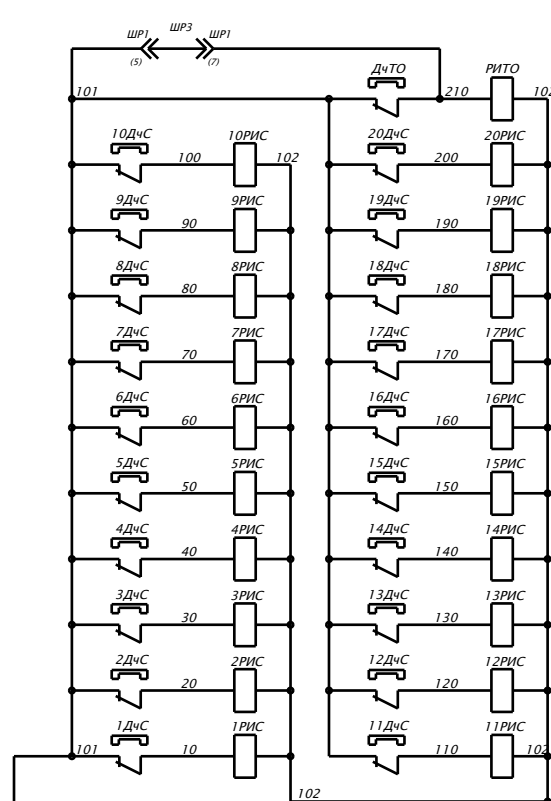 ШР1 ШР3 ШР1
(5) (7)
ДчТО РИТО
101 210 102
10ДчС 10РИС 20ДчС 20РИС
100 102 200
9ДчС 9РИС 19ДчС 19РИС
90 190
8ДчС 8РИС 18ДчС 18РИС
80 180
7ДчС 7РИС 17ДчС 17РИС
70 170
6ДчС 6РИС 16ДчС 16РИС
60 160
5ДчС 5РИС 15ДчС 15РИС
50 150
4ДчС 4РИС 14ДчС 14РИС
40 140
3ДчС 3РИС 13ДчС 13РИС
30 130
2ДчС 2РИС 12ДчС 12РИС
20 120
1ДчС 1РИС 11ДчС 11РИС
101 10 110 102
102